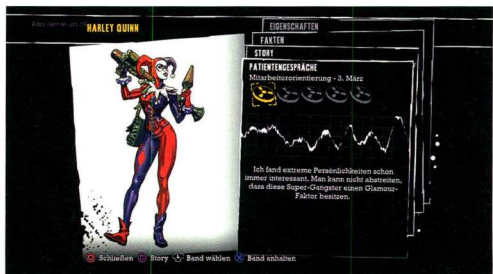 HARLEY QUINN
EIGENSCHAFTEN
FAKTEN
STORY
PATIENTENGESPRÄCHE
Mitarbeiterorientierung - 3. März
Ich fand extreme Persönlichkeiten schon
immer interessant. Man kann nicht abstreiten,
dass diese Super-Gangster einen Glamour-
Faktor besitzen.
Schließen Story Band wählen Band anhalten